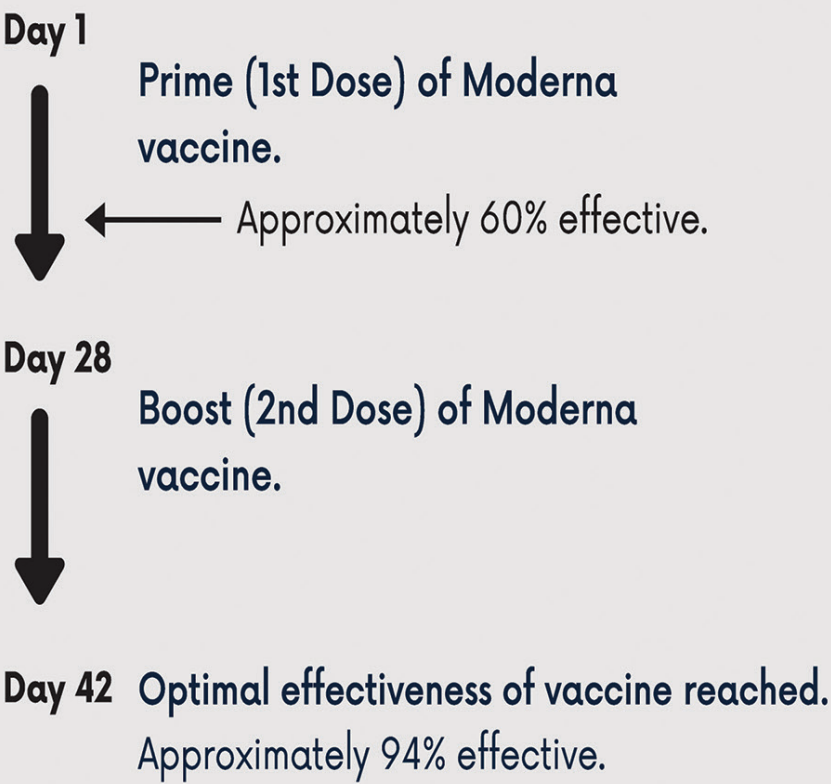 Day 1
Prime (1st Dose) of Moderna
vaccine.
Approximately 60% effective.
Day 28
Boost (2nd Dose) of Moderna
vaccine.
Day 42 Optimal effectiveness of vaccine reached.
Approximately 94% effective.